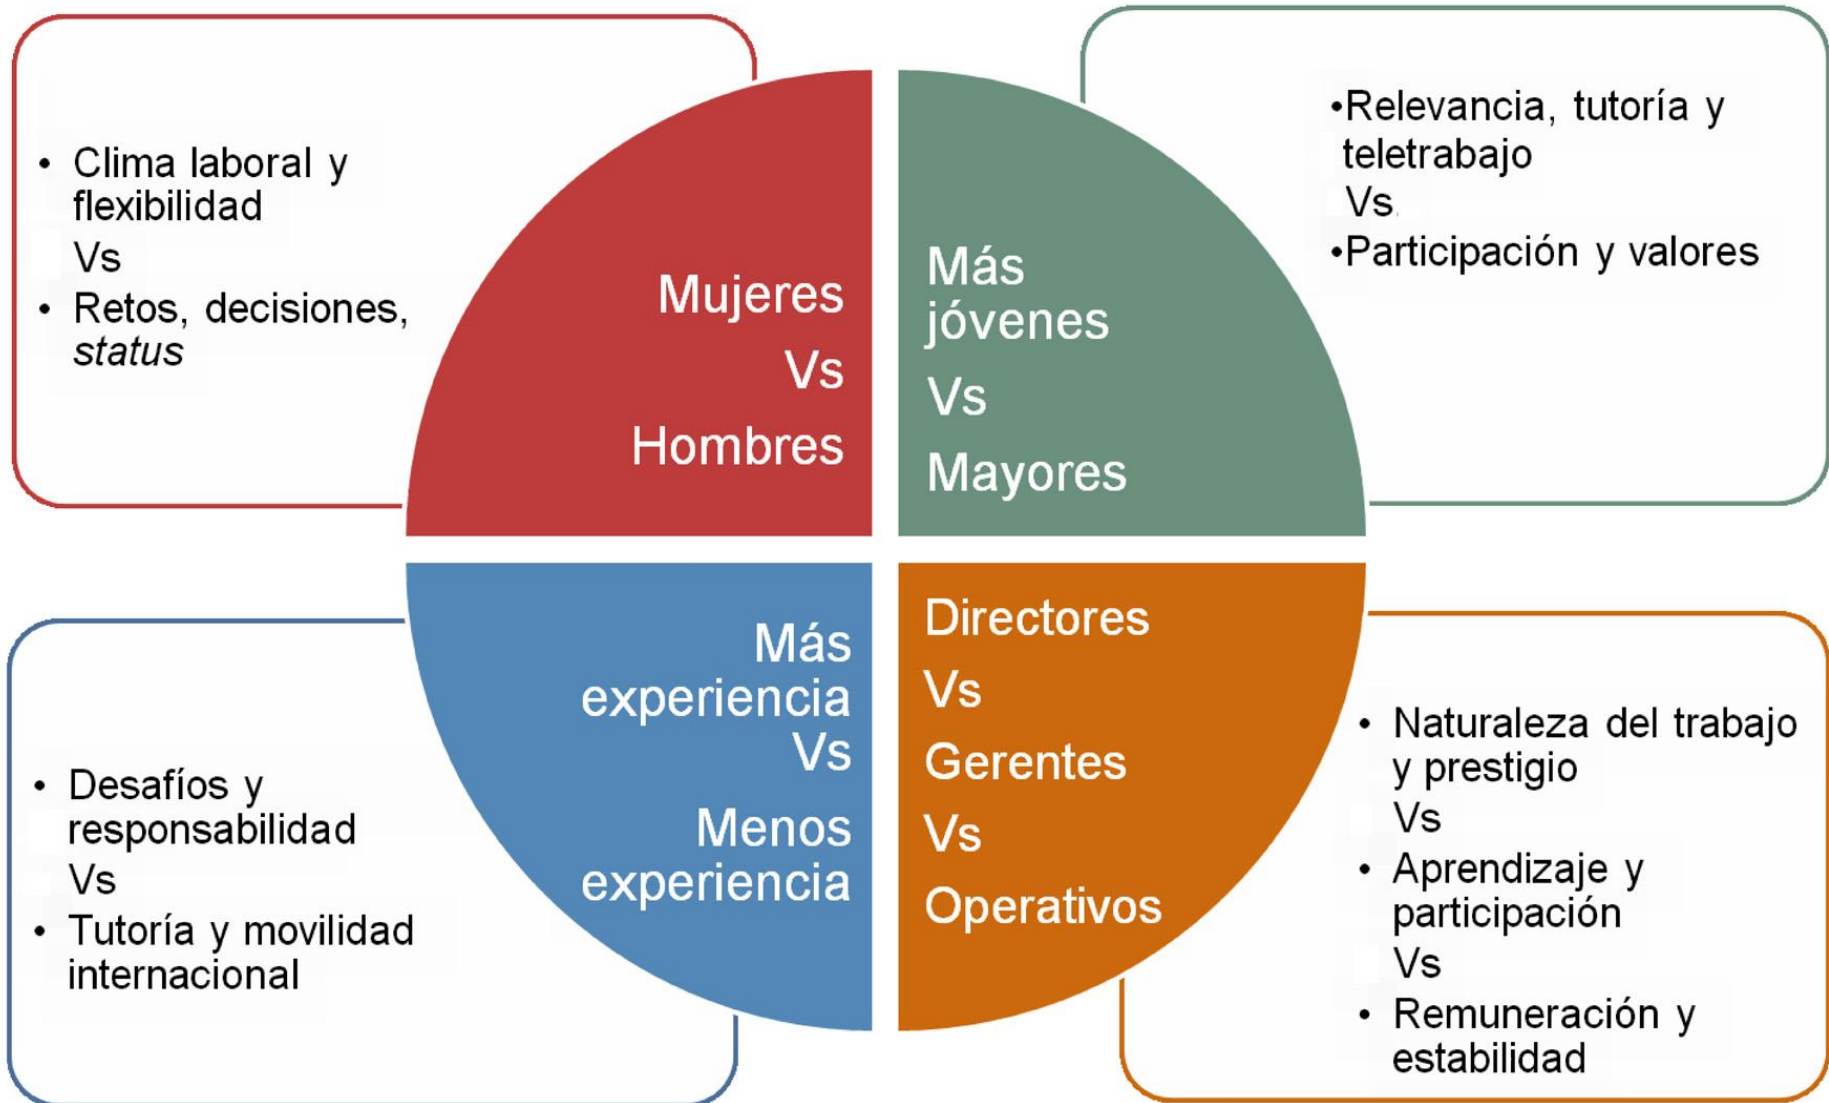 • Clima laboral y
flexibilidad
Vs
• Retos, decisiones,
status
Mujeres
Vs
Hombres
Más
jóvenes
Vs
Mayores
•Relevancia, tutoría y
teletrabajo
Vs
•Participación y valores
• Desafíos y
responsabilidad
Vs
• Tutoría y movilidad
internacional
Más
experiencia
Vs
Menos
experiencia
Directores
Vs
Gerentes
Vs
Operativos
• Naturaleza del trabajo
y prestigio
Vs
• Aprendizaje y
participación
Vs
• Remuneración y
estabilidad